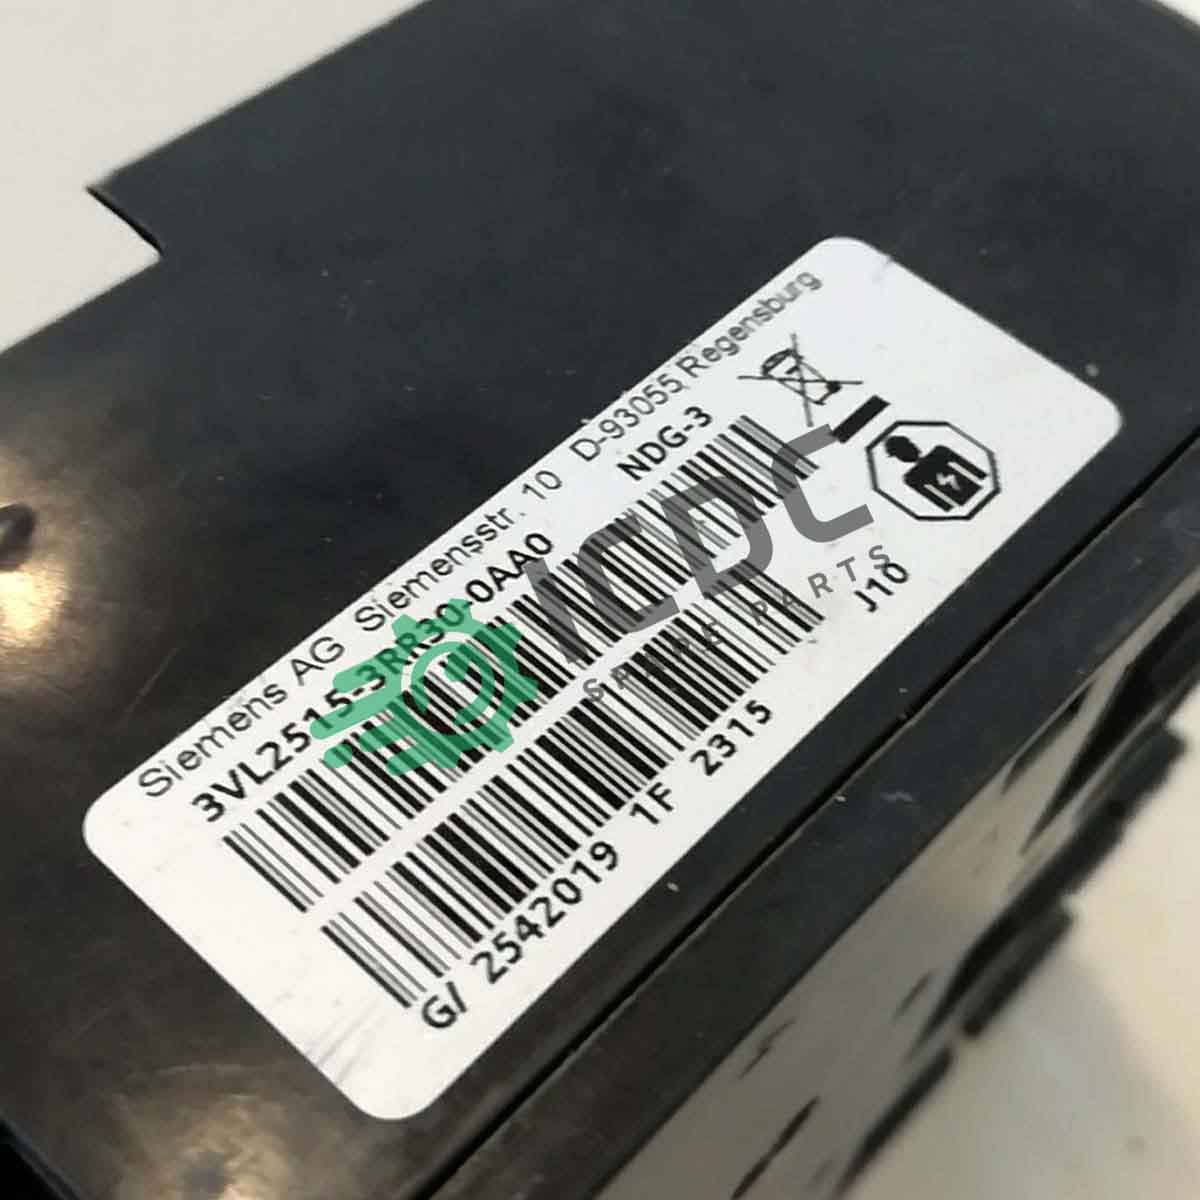 Siemens AG Siemensstr. 10 D-93055 Regensburg
3VL2515-3RR30-0AA0 NDG-3
G/ 2542019 1F 2315 J10
ICDC
SPARE PARTS